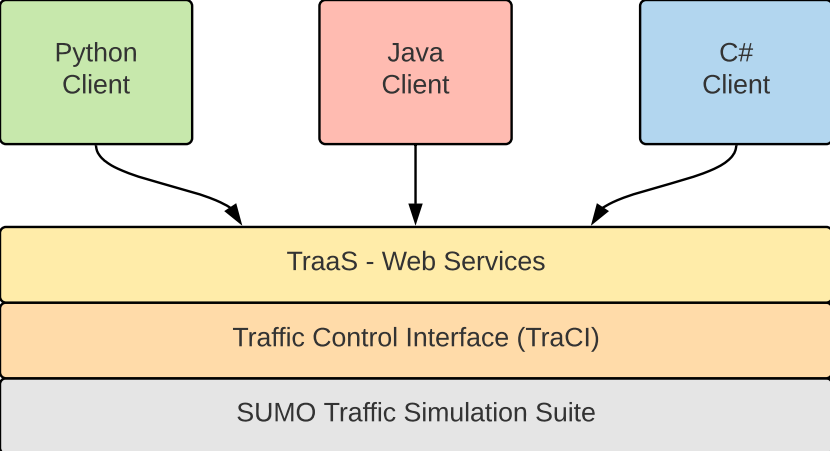 Python
Client
Java
Client
C#
Client
TraaS - Web Services
Traffic Control Interface (TraCI)
SUMO Traffic Simulation Suite